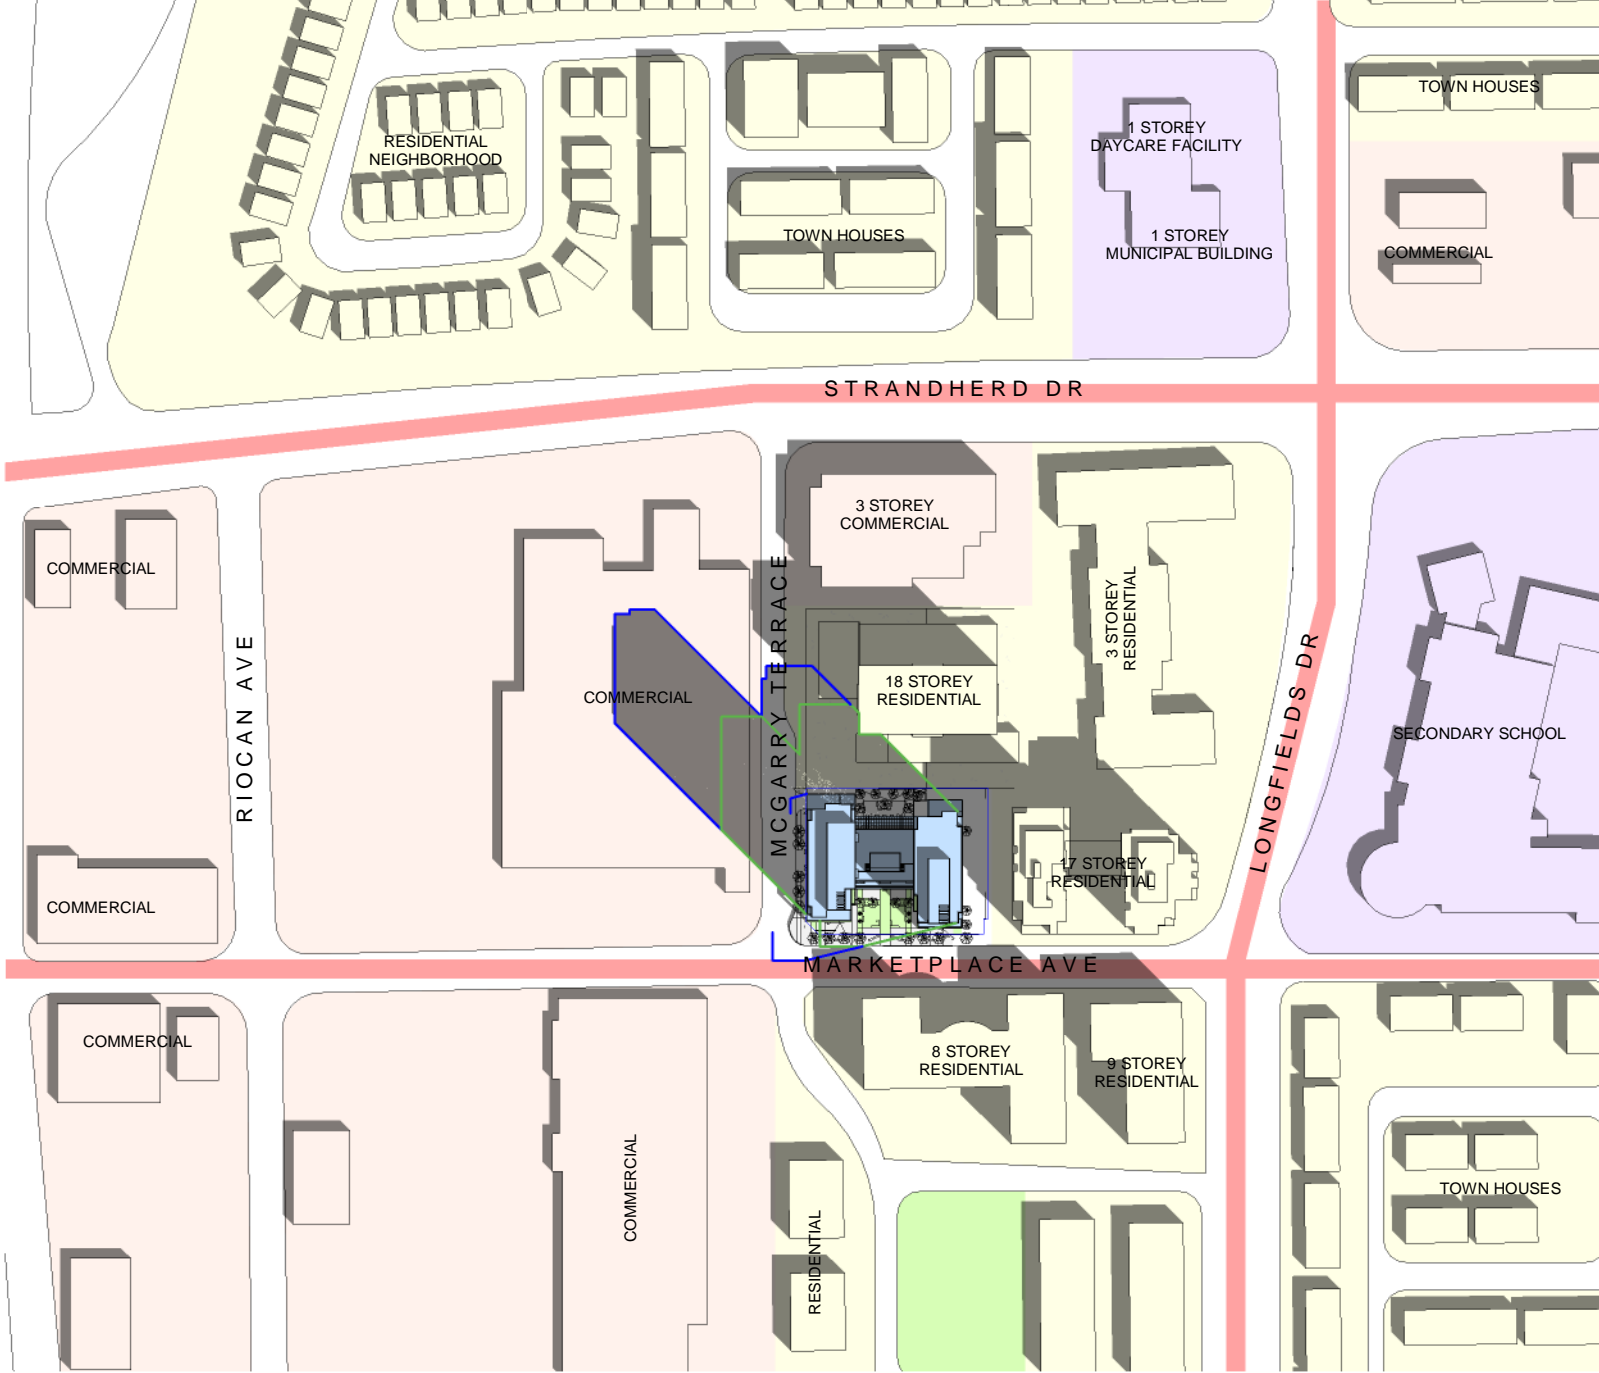 TOWN HOUSES
RESIDENTIAL
NEIGHBORHOOD
1 STOREY
DAYCARE FACILITY
TOWN HOUSES
1 STOREY
MUNICIPAL BUILDING
COMMERCIAL
STRANDHERD DR
3 STOREY
COMMERCIAL
COMMERCIAL
MCGARRY TERRACE
3 STOREY
RESIDENTIAL
RIOCAN AVE
COMMERCIAL
18 STOREY
RESIDENTIAL
LONGFIELDS DR
SECONDARY SCHOOL
17 STOREY
RESIDENTIAL
COMMERCIAL
MARKETPLACE AVE
COMMERCIAL
8 STOREY
RESIDENTIAL
9 STOREY
RESIDENTIAL
COMMERCIAL
RESIDENTIAL
TOWN HOUSES